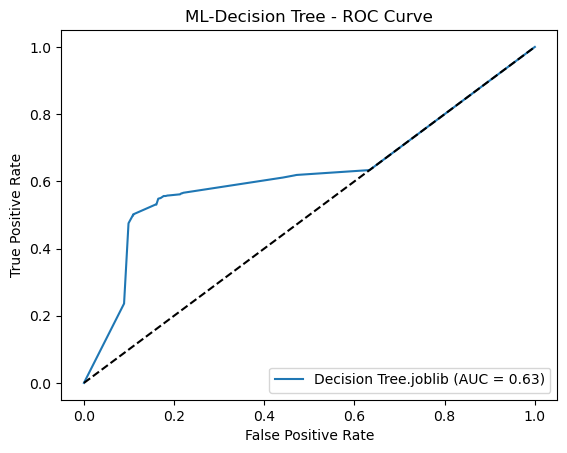 ML-Decision Tree - ROC Curve
True Positive Rate
1.0
0.8
0.6
0.4
0.2
0.0
0.0 0.2 0.4 0.6 0.8 1.0
False Positive Rate
Decision Tree.joblib (AUC = 0.63)